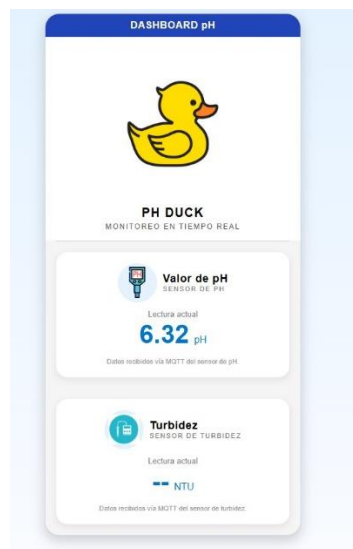 DASHBOARD pH
PH DUCK
MONITOREO EN TIEMPO REAL
Valor de pH
SENSOR DE PH
Lectura actual
6.32 pH
Datos recibidos vía MQTT del sensor de pH
Turbidez
SENSOR DE TURBIDEZ
Lectura actual
-- NTU
Datos recibidos vía MQTT del sensor de turbidez